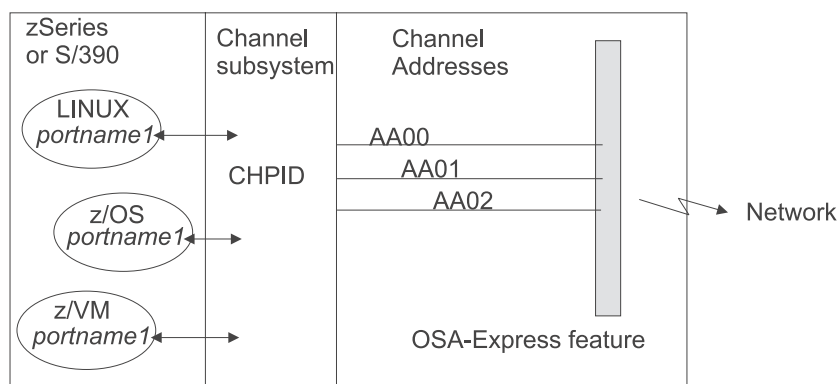 zSeries
or S/390
Channel
subsystem
Channel
Addresses
LINUX
portname1
AA00
AA01
CHPID
AA02
z/OS
portname1
Network
z/VM
portname1
OSA-Express feature